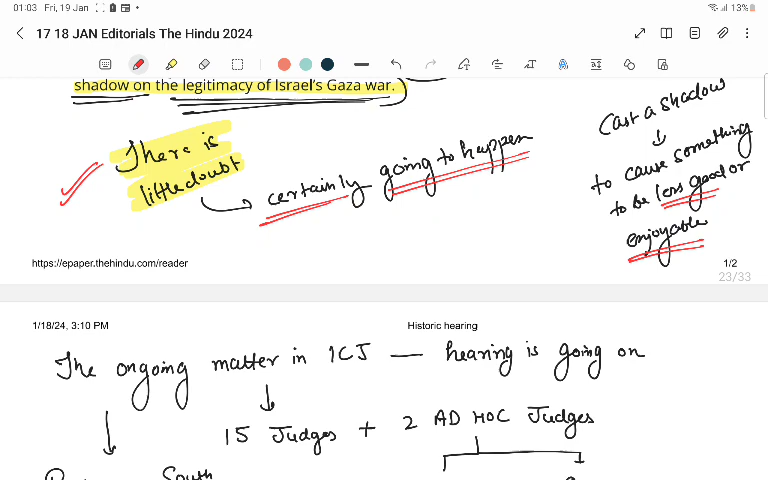 01:03 Fri, 19 Jan
13%
17 18 JAN Editorials The Hindu 2024
shadow on the legitimacy of Israel's Gaza war.
There is
little doubt
certainly going to happen
Cast a shadow
to cause something
to be less good or
enjoyable
https://epaper.thehindu.com/reader
1/2
23/33
1/18/24, 3:10 PM
Historic hearing
The ongoing matter in ICJ — hearing is going on
15 Judges + 2 AD HOC Judges
South